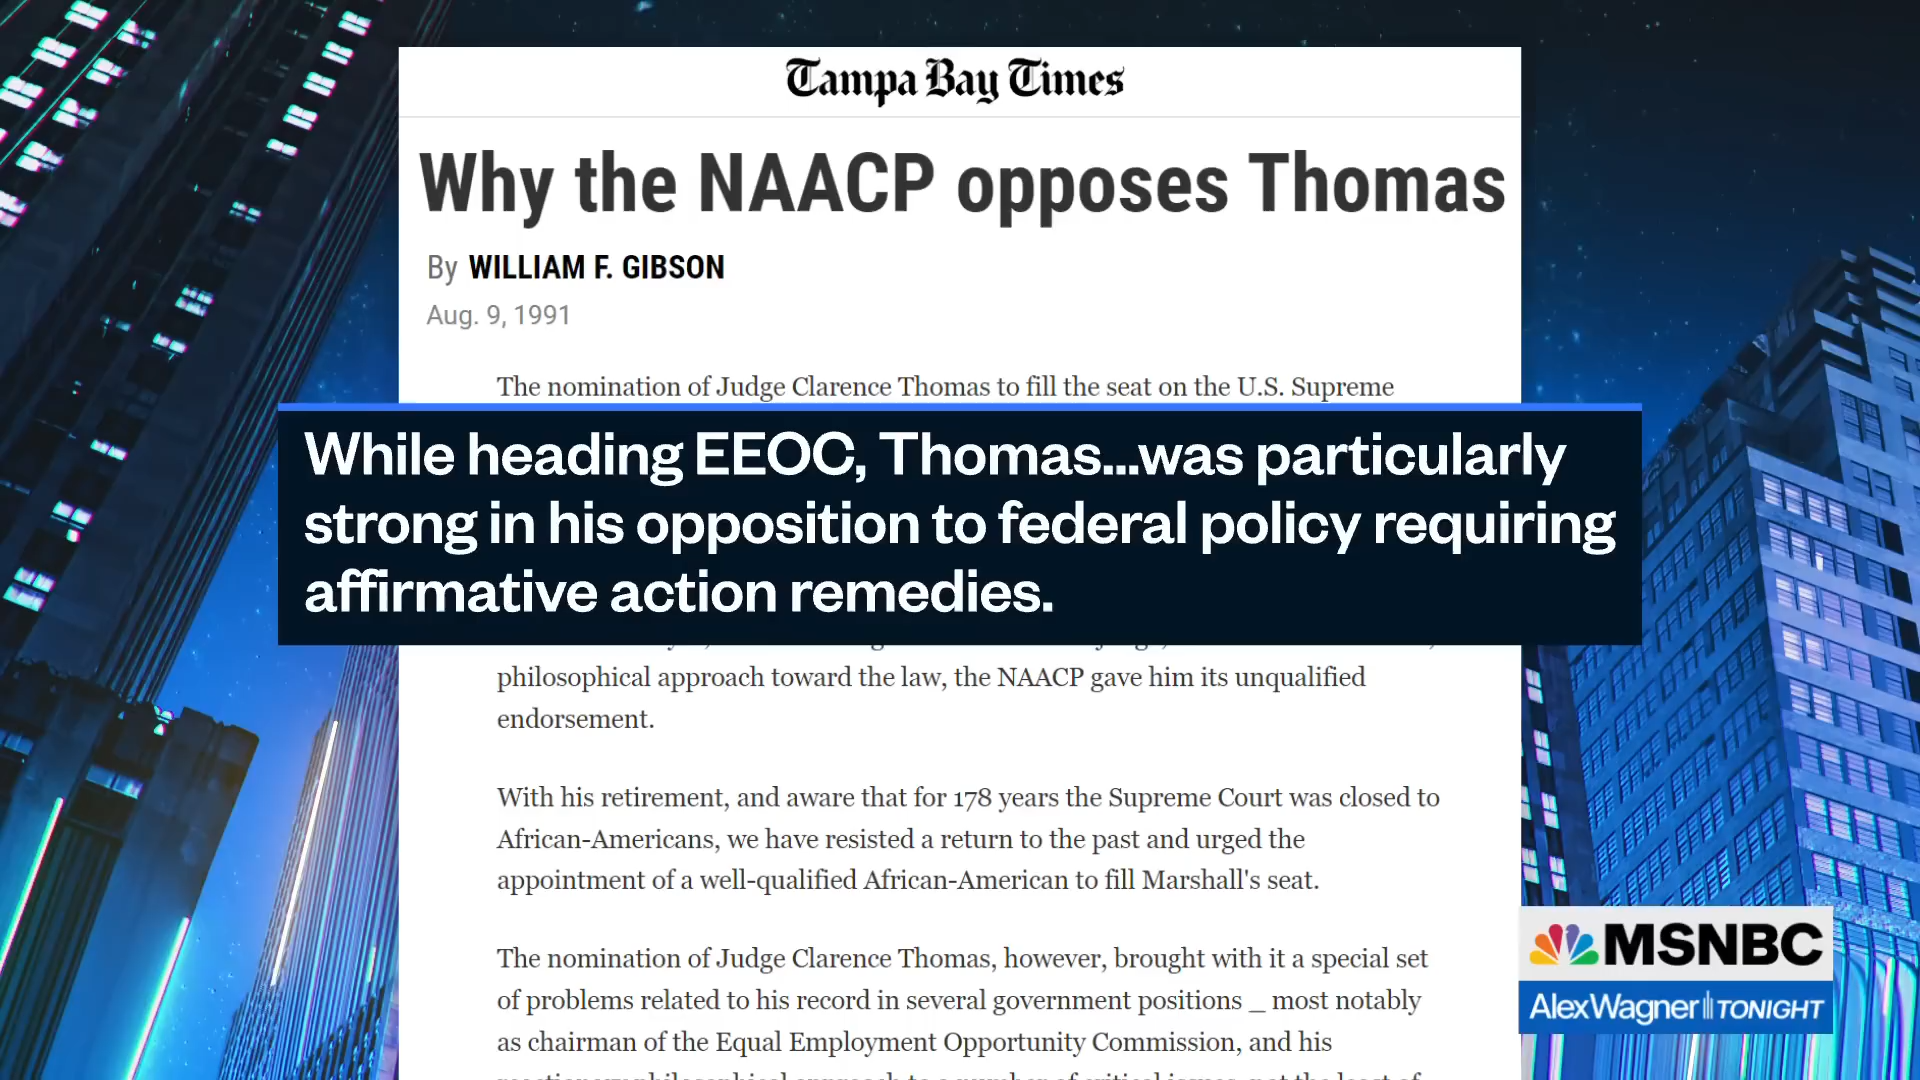 Tampa Bay Times
Why the NAACP opposes Thomas
By WILLIAM F. GIBSON
Aug. 9, 1991
The nomination of Judge Clarence Thomas to fill the seat on the U.S. Supreme
While heading EEOC, Thomas...was particularly
strong in his opposition to federal policy requiring
affirmative action remedies.
philosophical approach toward the law, the NAACP gave him its unqualified
endorsement.
With his retirement, and aware that for 178 years the Supreme Court was closed to
African-Americans, we have resisted a return to the past and urged the
appointment of a well-qualified African-American to fill Marshall's seat.
The nomination of Judge Clarence Thomas, however, brought with it a special set
of problems related to his record in several government positions _ most notably
as chairman of the Equal Employment Opportunity Commission, and his
MSNBC
Alex Wagner TONIGHT